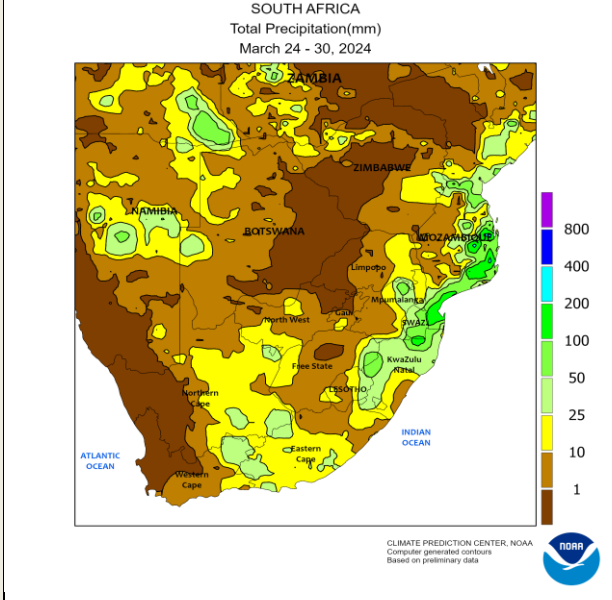 SOUTH AFRICA
Total Precipitation(mm)
March 24 - 30, 2024
ZAMBIA
ZIMBABWE
NAMIBIA
BOTSWANA
MOZAMBIQUE
Limpopo
Mpumalanga
North West
Gaut
SWAZI
KwaZulu
Natal
Free State
LESOTHO
Northern
Cape
Eastern
Cape
Western
Cape
ATLANTIC
OCEAN
INDIAN
OCEAN
800
400
200
100
50
25
10
1
CLIMATE PREDICTION CENTER, NOAA
Computer generated contours
Based on preliminary data
NOAA